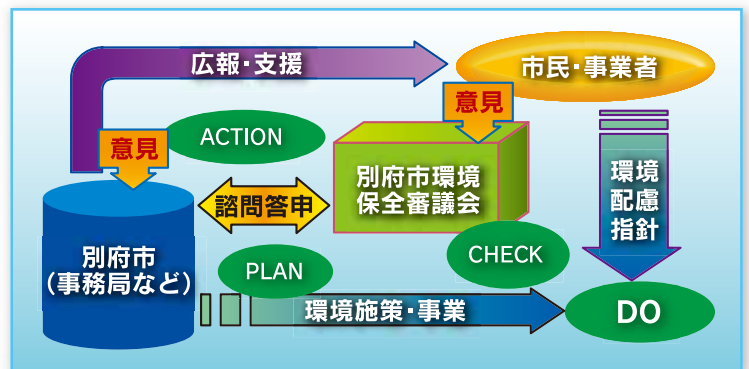 広報・支援
市民・事業者
意見
意見
ACTION
別府市環境
保全審議会
環境
配慮
指針
諮問答申
別府市
（事務局など）
PLAN
CHECK
環境施策・事業
DO